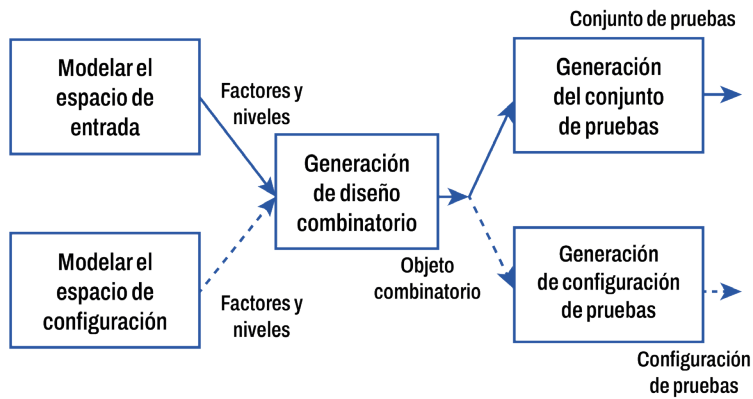 Modelar el
espacio de
entrada
Factores y
niveles
Modelar el
espacio de
configuración
Factores y
niveles
Generación
de diseño
combinatorio
Objeto
combinatorio
Conjunto de pruebas
Generación
del conjunto
de pruebas
Generación
de configuración
de pruebas
Configuración
de pruebas